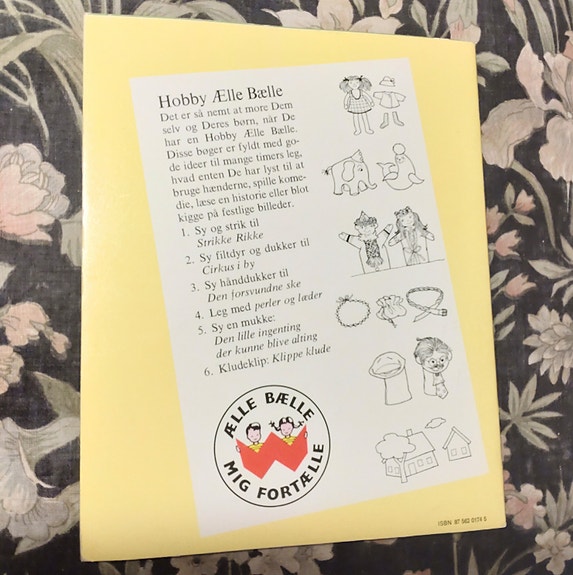 Hobby Ælle Bælle
Det er så nemt at more Dem
selv og Deres børn, når De
har en Hobby Ælle Bælle.
Disse bøger er fyldt med go-
de ideer til mange timers leg,
hvad enten De har lyst til at
bruge hænderne, spille kome-
die, læse en historie eller blot
kigge på festlige billeder.
1. Sy og strik til
Strikke Rikke
2. Sy filtdyr og dukker til
Cirkus i by
3. Sy hånddukker til
Den forsvundne ske
4. Leg med perler og læder
5. Sy en mukke:
Den lille ingenting
der kunne blive alting
6. Kludeklip: Klippe klude
ÆLLE BÆLLE
MIG FORTÆLLE
ISBN 87 562 0174 5